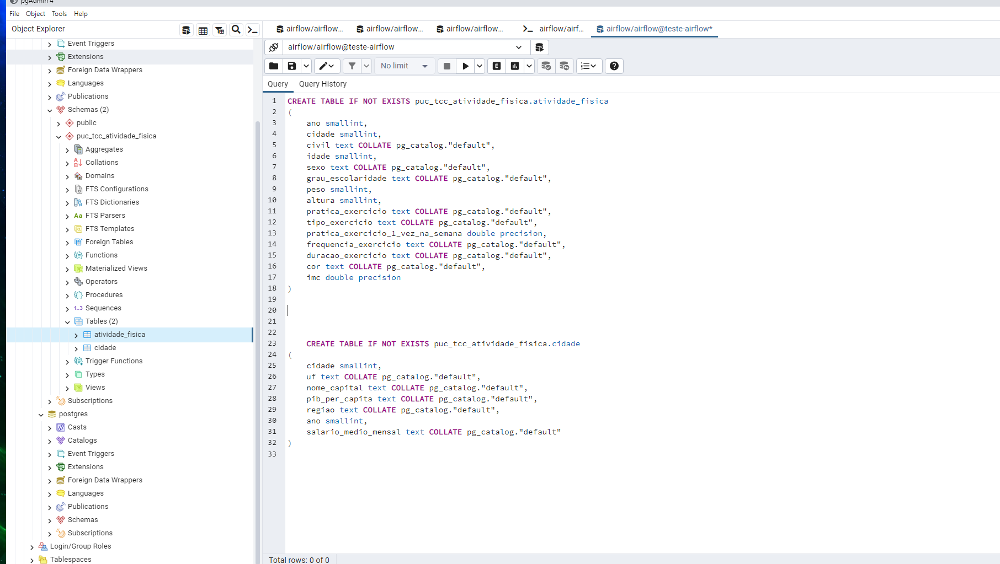 pgAdmin 4
File Object Tools Help
Object Explorer
airflow/airflow...
airflow/airflow...
airflow/airflow...
airflow/airf...
airflow/airflow@teste-airflow*
airflow/airflow@teste-airflow
No limit
E
Query Query History
Event Triggers
Extensions
Foreign Data Wrappers
Languages
Publications
Schemas (2)
public
puc_tcc_atividade_fisica
Aggregates
Collations
Domains
FTS Configurations
FTS Dictionaries
Aa FTS Parsers
FTS Templates
Foreign Tables
Functions
Materialized Views
Operators
Procedures
1..3 Sequences
Tables (2)
atividade_fisica
cidade
Trigger Functions
Types
Views
Subscriptions
postgres
Casts
Catalogs
Event Triggers
Extensions
Foreign Data Wrappers
Languages
Publications
Schemas
Subscriptions
Login/Group Roles
Tablespaces
1 CREATE TABLE IF NOT EXISTS puc_tcc_atividade_fisica.atividade_fisica
2 (
3 ano smallint,
4 cidade smallint,
5 civil text COLLATE pg_catalog."default",
6 idade smallint,
7 sexo text COLLATE pg_catalog."default",
8 grau_escolaridade text COLLATE pg_catalog."default",
9 peso smallint,
10 altura smallint,
11 pratica_exercicio text COLLATE pg_catalog."default",
12 tipo_exercicio text COLLATE pg_catalog."default",
13 pratica_exercicio_1_vez_na_semana double precision,
14 frequencia_exercicio text COLLATE pg_catalog."default",
15 duracao_exercicio text COLLATE pg_catalog."default",
16 cor text COLLATE pg_catalog."default",
17 imc double precision
18 )
19
20
21
22
23 CREATE TABLE IF NOT EXISTS puc_tcc_atividade_fisica.cidade
24 (
25 cidade smallint,
26 uf text COLLATE pg_catalog."default",
27 nome_capital text COLLATE pg_catalog."default",
28 pib_per_capita text COLLATE pg_catalog."default",
29 regiao text COLLATE pg_catalog."default",
30 ano smallint,
31 salario_medio_mensal text COLLATE pg_catalog."default"
32 )
33
Total rows: 0 of 0